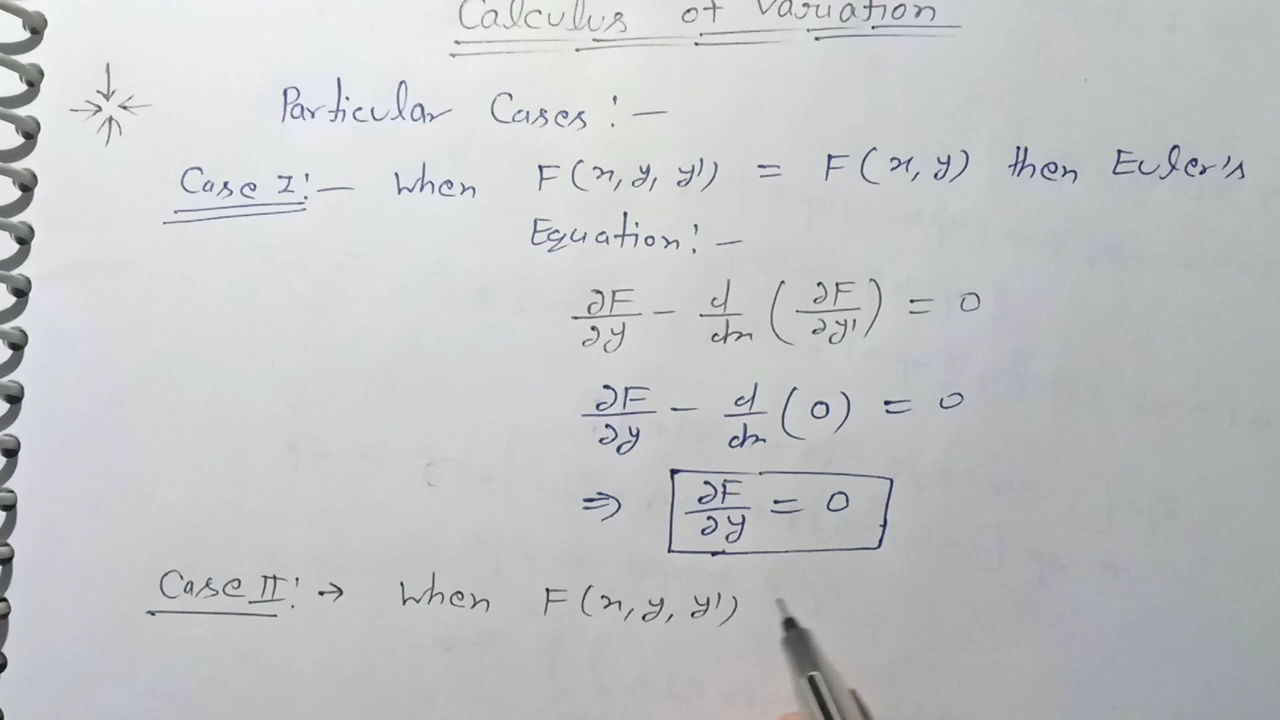 Calculus of Variation
Particular Cases :-
Case I :- When F(x, y, y') = F(x, y) then Euler's
Equation :-
∂F/∂y - d/dx (∂F/∂y') = 0
∂F/∂y - d/dx (0) = 0
⇒ ∂F/∂y = 0
Case II : → When F(x, y, y')